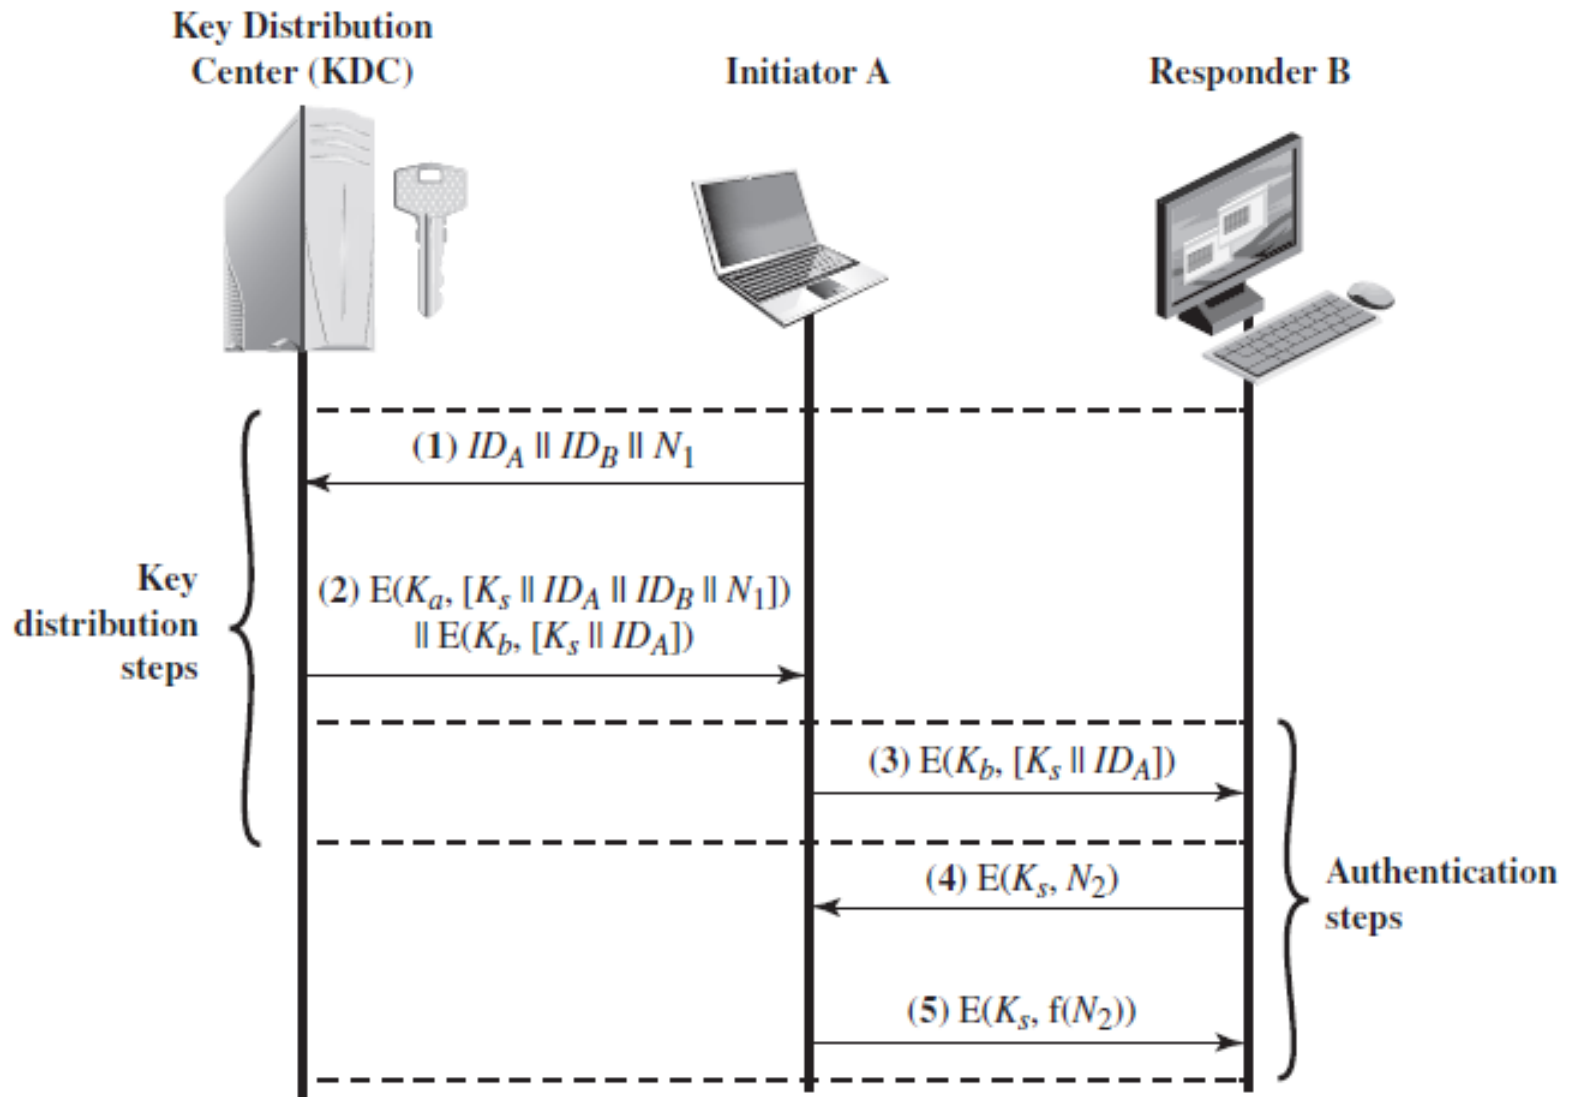 Key Distribution
Center (KDC)
Initiator A
Responder B
(1) ID_A || ID_B || N_1
Key
distribution
steps
(2) E(K_a, [K_s || ID_A || ID_B || N_1])
|| E(K_b, [K_s || ID_A])
(3) E(K_b, [K_s || ID_A])
(4) E(K_s, N_2)
Authentication
steps
(5) E(K_s, f(N_2))